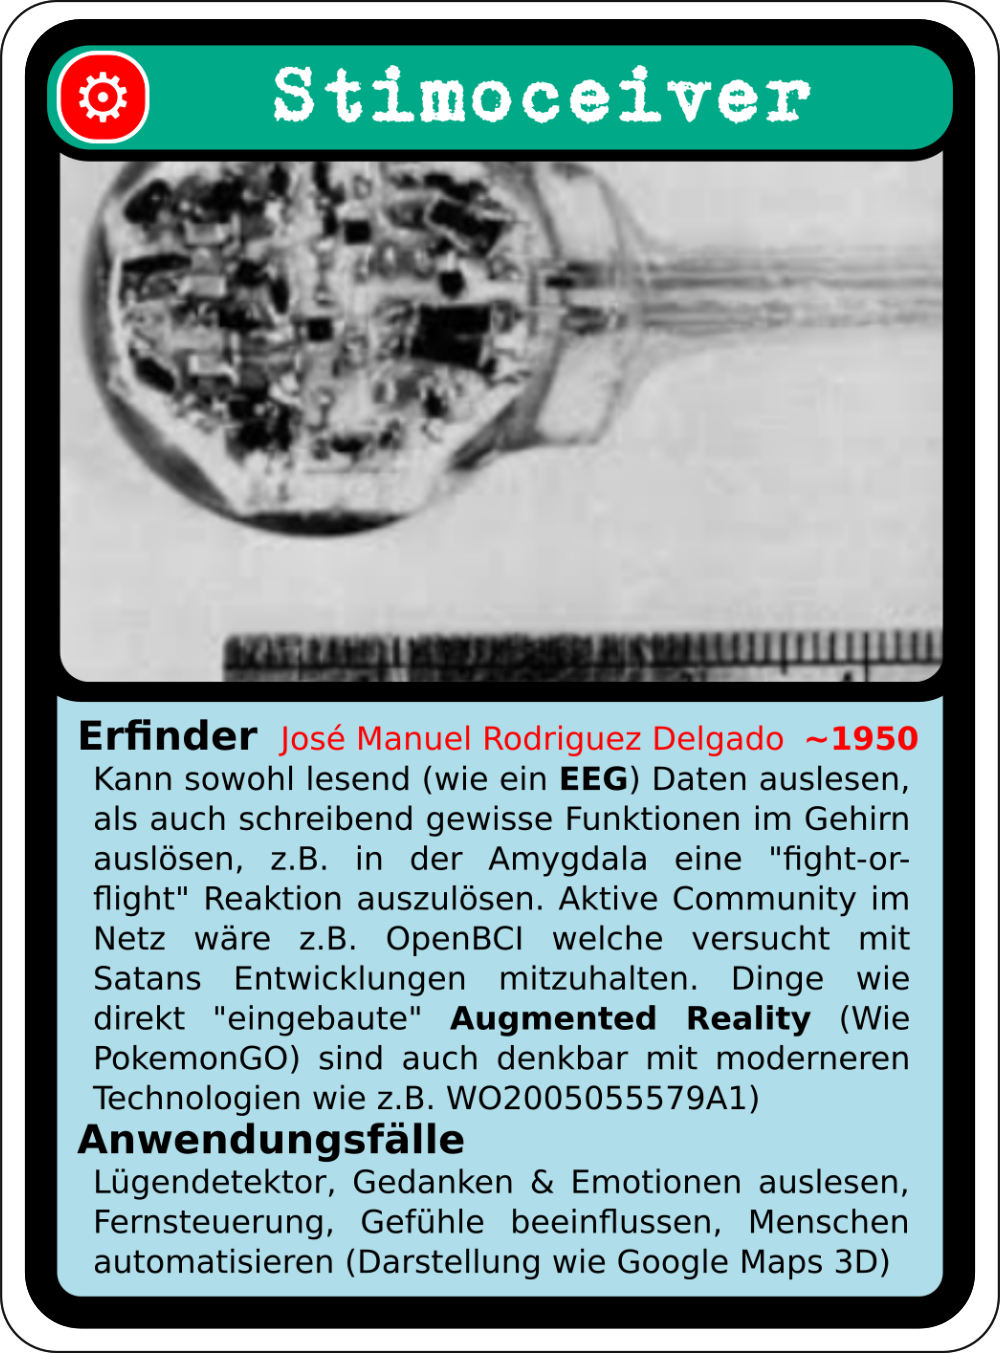 Stimoceiver
Erfinder José Manuel Rodriguez Delgado ~1950
Kann sowohl lesend (wie ein EEG) Daten auslesen,
als auch schreibend gewisse Funktionen im Gehirn
auslösen, z.B. in der Amygdala eine "fight-or-
flight" Reaktion auszulösen. Aktive Community im
Netz wäre z.B. OpenBCI welche versucht mit
Satans Entwicklungen mitzuhalten. Dinge wie
direkt "eingebaute" Augmented Reality (Wie
PokemonGO) sind auch denkbar mit moderneren
Technologien wie z.B. WO2005055579A1)
Anwendungsfälle
Lügendetektor, Gedanken & Emotionen auslesen,
Fernsteuerung, Gefühle beeinflussen, Menschen
automatisieren (Darstellung wie Google Maps 3D)